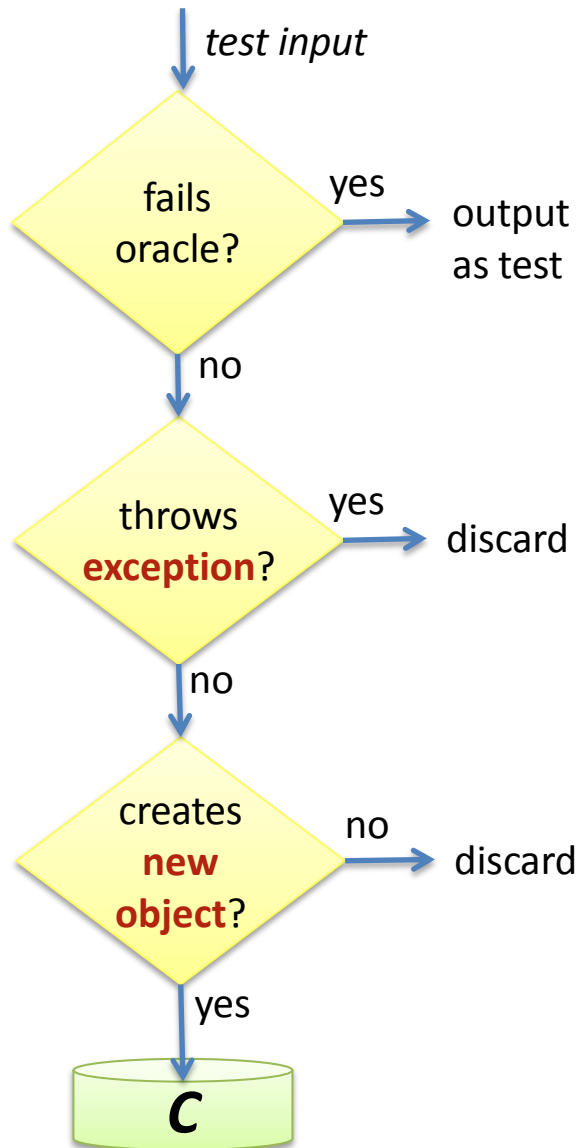 test input
fails
oracle?
yes
output
as test
no
throws
exception?
yes
discard
no
creates
new
object?
no
discard
yes
C